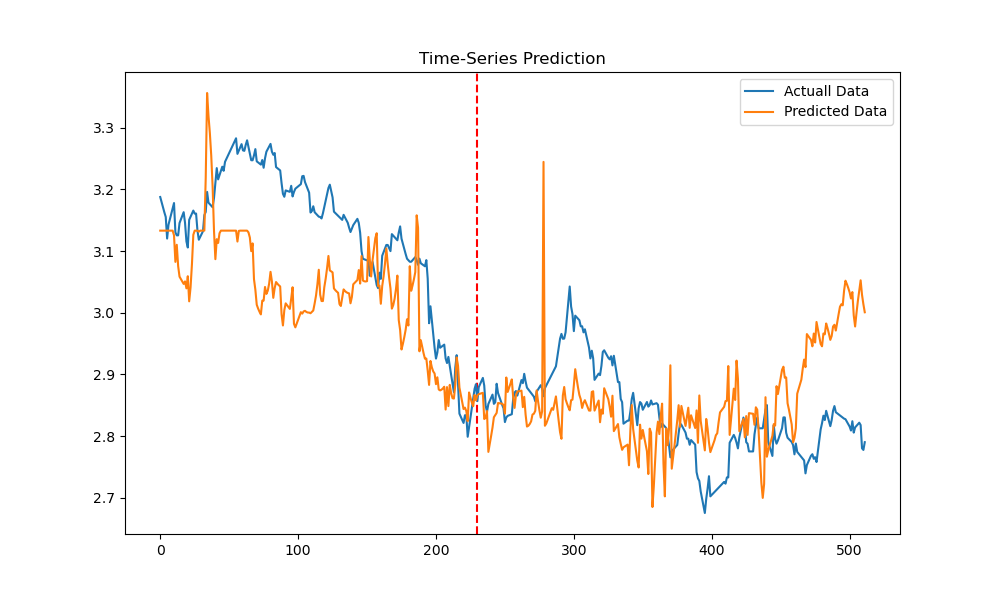 Time-Series Prediction
Actuall Data
Predicted Data
3.3
3.2
3.1
3.0
2.9
2.8
2.7
0 100 200 300 400 500